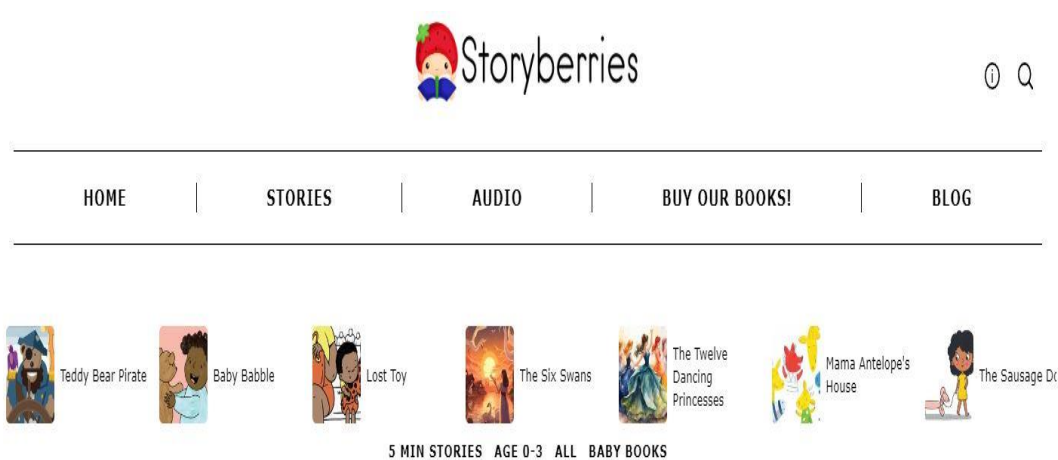 Storyberries
HOME
STORIES
AUDIO
BUY OUR BOOKS!
BLOG
Teddy Bear Pirate
Baby Babble
Lost Toy
The Six Swans
The Twelve
Dancing
Princesses
Mama Antelope's
House
The Sausage
5 MIN STORIES AGE 0-3 ALL BABY BOOKS